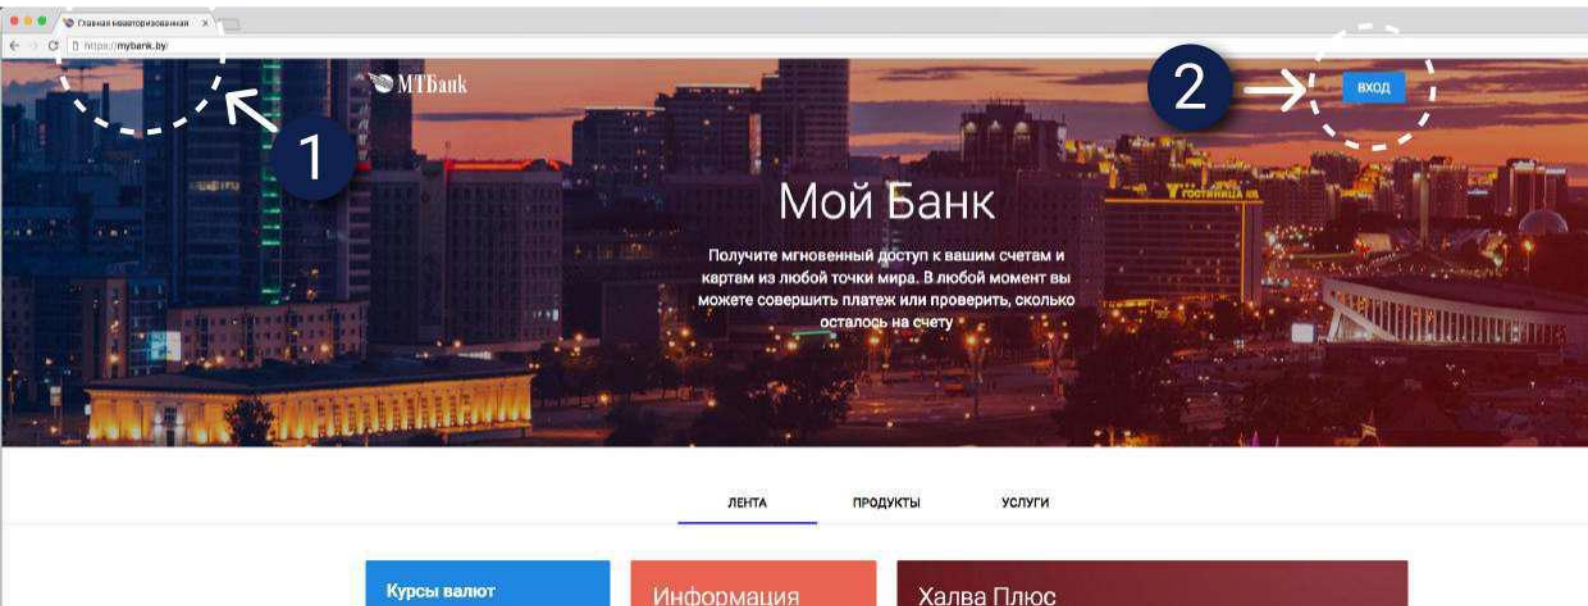 Главная неавторизованная
https://mybank.by/
МТБанк
1
2
ВХОД
ГОСТИНИЦА
Мой Банк
Получите мгновенный доступ к вашим счетам и
картам из любой точки мира. В любой момент вы
можете совершить платеж или проверить, сколько
осталось на счету
ЛЕНТА ПРОДУКТЫ УСЛУГИ
Курсы валют
Информация
Халва Плюс